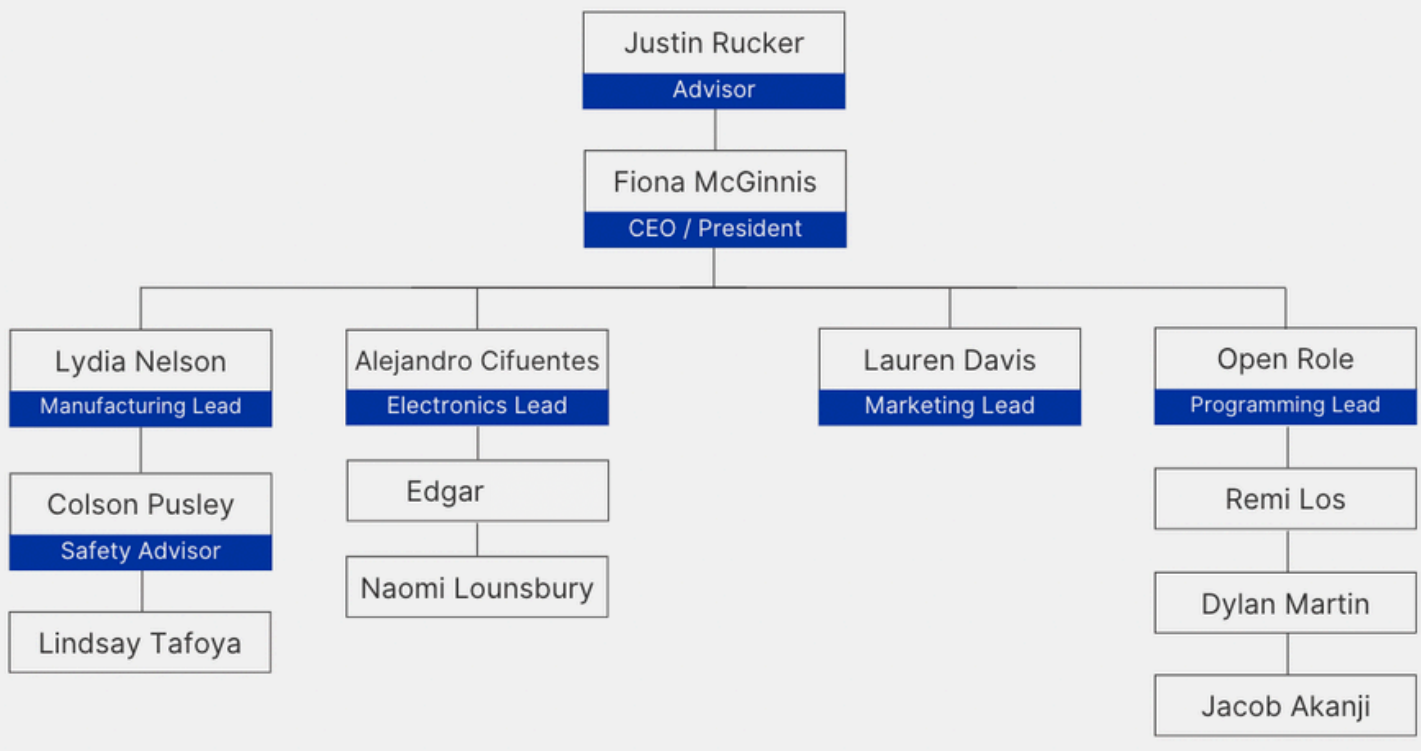 Justin Rucker
Advisor
Fiona McGinnis
CEO / President
Lydia Nelson
Manufacturing Lead
Colson Pusley
Safety Advisor
Lindsay Tafoya
Alejandro Cifuentes
Electronics Lead
Edgar
Naomi Lounsbury
Lauren Davis
Marketing Lead
Open Role
Programming Lead
Remi Los
Dylan Martin
Jacob Akanji